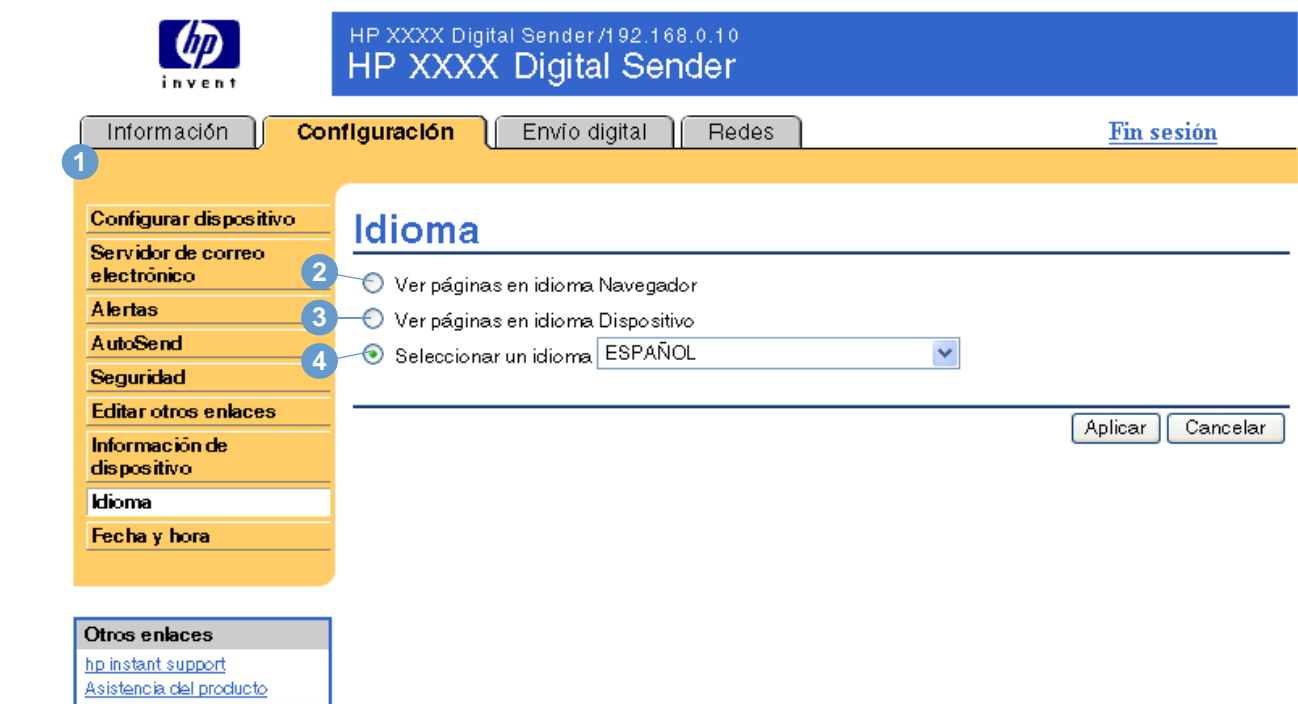 hp
invent
HP XXXX Digital Sender/192.168.0.10
HP XXXX Digital Sender
Información
Configuración
Envío digital
Redes
Fin sesión
1
Configurar dispositivo
Servidor de correo
electrónico
Alertas
AutoSend
Seguridad
Editar otros enlaces
Información de
dispositivo
Idioma
Fecha y hora
Otros enlaces
hp instant support
Asistencia del producto
Idioma
2
Ver páginas en idioma Navegador
3
Ver páginas en idioma Dispositivo
4
Seleccionar un idioma ESPAÑOL
Aplicar
Cancelar